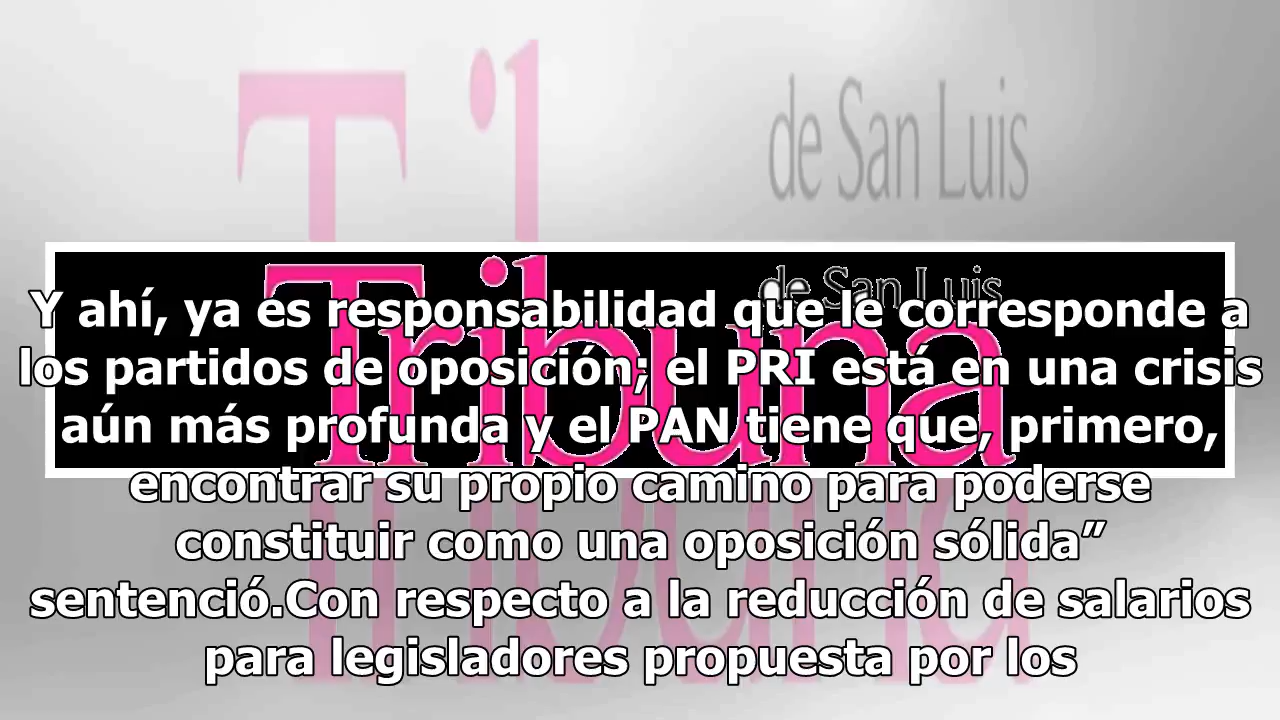 Tribuna
de San Luis
Tribuna
de San Luis
Y ahí, ya es responsabilidad que le corresponde a
los partidos de oposición; el PRI está en una crisis
aún más profunda y el PAN tiene que, primero,
encontrar su propio camino para poderse
constituir como una oposición sólida”
sentenció.Con respecto a la reducción de salarios
para legisladores propuesta por los